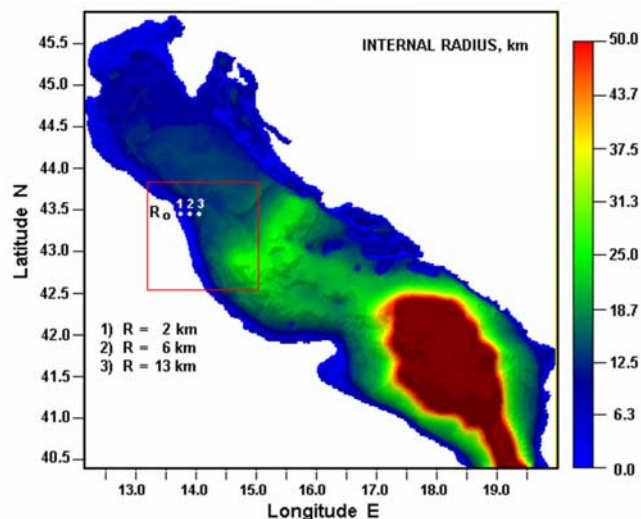 INTERNAL RADIUS, km
45.5
45.0
44.5
44.0
43.5
43.0
42.5
42.0
41.5
41.0
40.5
Latitude N
1 2 3
Ro
1) R = 2 km
2) R = 6 km
3) R = 13 km
13.0 14.0 15.0 16.0 17.0 18.0 19.0
Longitude E
50.0
43.7
37.5
31.2
25.0
18.7
12.5
6.3
0.0